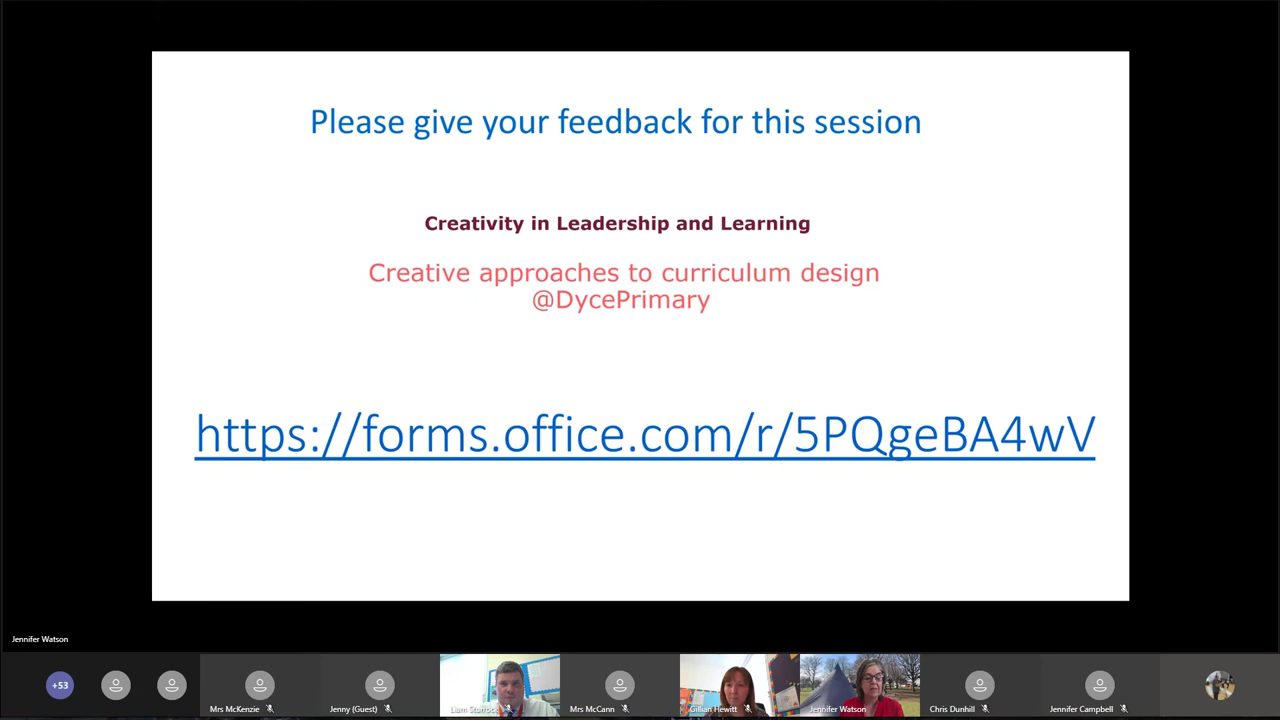 Please give your feedback for this session
Creativity in Leadership and Learning
Creative approaches to curriculum design
@DycePrimary
https://forms.office.com/r/5PQgeBA4wV
Jennifer Watson
+53
Mrs McKenzie
Jenny (Guest)
Liam Sturrock
Mrs McCann
Gillian Hewitt
Jennifer Watson
Chris Dunhill
Jennifer Campbell